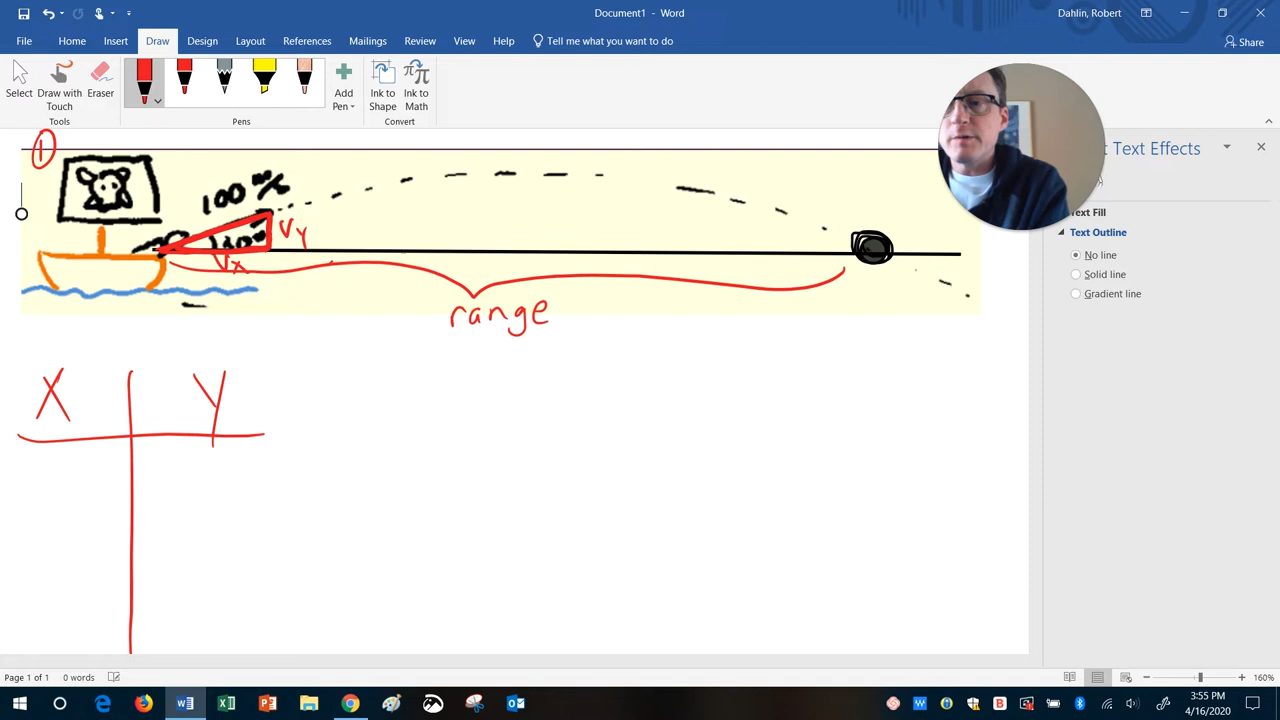 Document1 - Word
Dahlin, Robert
File Home Insert Draw Design Layout References Mailings Review View Help Tell me what you want to do
Share
Select
Draw with Touch
Eraser
Add Pen
Ink to Shape
Ink to Math
Tools
Pens
Convert
Text Effects
Text Fill
Text Outline
No line
Solid line
Gradient line
1
100 m/s
Vy
Vx
range
X Y
Page 1 of 1 0 words
160%
3:55 PM
4/16/2020